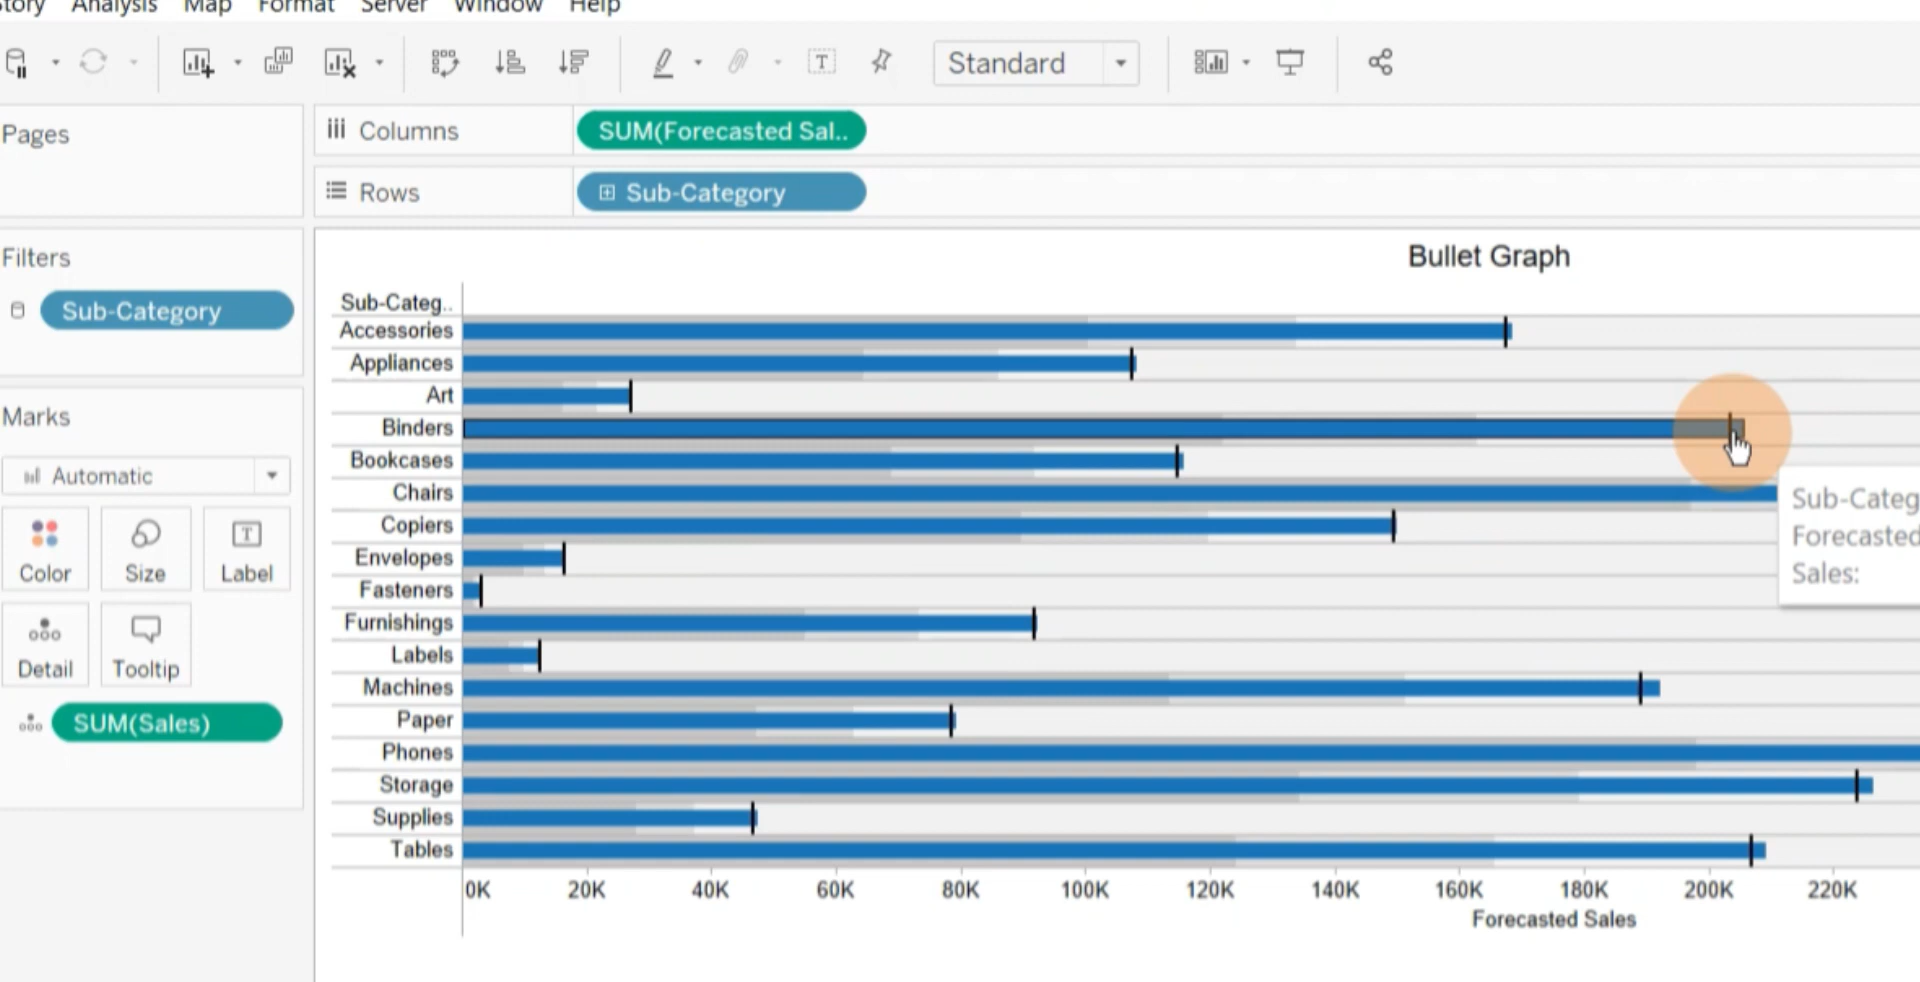 Story Analysis Map Format Server Window Help
Standard
Pages
Columns
SUM(Forecasted Sal..
Rows
Sub-Category
Filters
Sub-Category
Marks
Automatic
Color Size Label
Detail Tooltip
SUM(Sales)
Bullet Graph
Sub-Categ..
Accessories
Appliances
Art
Binders
Bookcases
Chairs
Copiers
Envelopes
Fasteners
Furnishings
Labels
Machines
Paper
Phones
Storage
Supplies
Tables
Sub-Categ
Forecasted
Sales:
0K 20K 40K 60K 80K 100K 120K 140K 160K 180K 200K 220K
Forecasted Sales